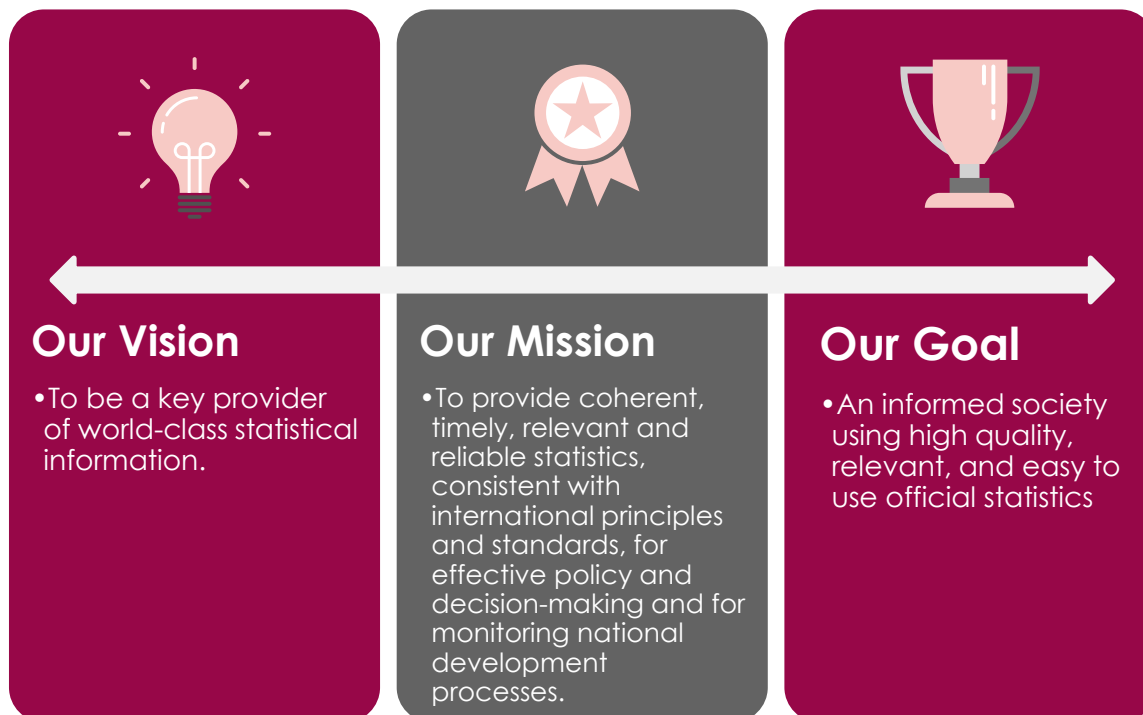 Our Vision
•To be a key provider
of world-class statistical
information.
Our Mission
•To provide coherent,
timely, relevant and
reliable statistics,
consistent with
international principles
and standards, for
effective policy and
decision-making and for
monitoring national
development
processes.
Our Goal
•An informed society
using high quality,
relevant, and easy to
use official statistics